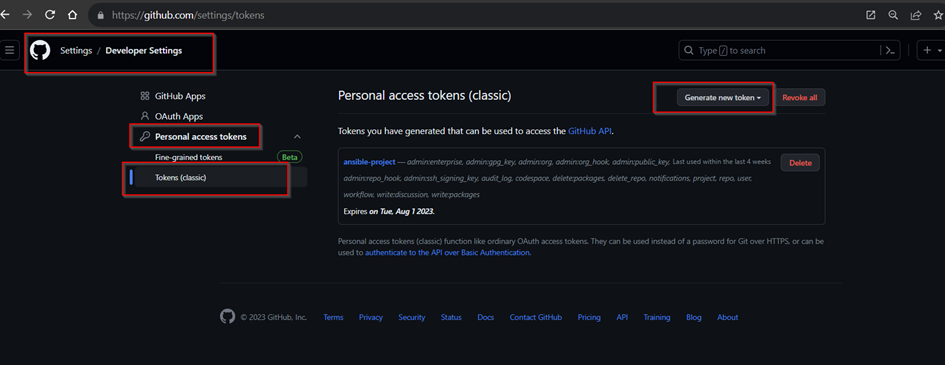 https://github.com/settings/tokens
Settings / Developer Settings
Type / to search
GitHub Apps
OAuth Apps
Personal access tokens
Fine-grained tokens Beta
Tokens (classic)
Personal access tokens (classic)
Generate new token
Revoke all
Tokens you have generated that can be used to access the GitHub API.
ansible-project — admin:enterprise, admin:gpg_key, admin:org, admin:org_hook, admin:public_key, Last used within the last 4 weeks
Delete
admin:repo_hook, admin:ssh_signing_key, audit_log, codespace, delete:packages, delete_repo, notifications, project, repo, user,
workflow, write:discussion, write:packages
Expires on Tue, Aug 1 2023.
Personal access tokens (classic) function like ordinary OAuth access tokens. They can be used instead of a password for Git over HTTPS, or can be
used to authenticate to the API over Basic Authentication.
© 2023 GitHub, Inc. Terms Privacy Security Status Docs Contact GitHub Pricing API Training Blog About